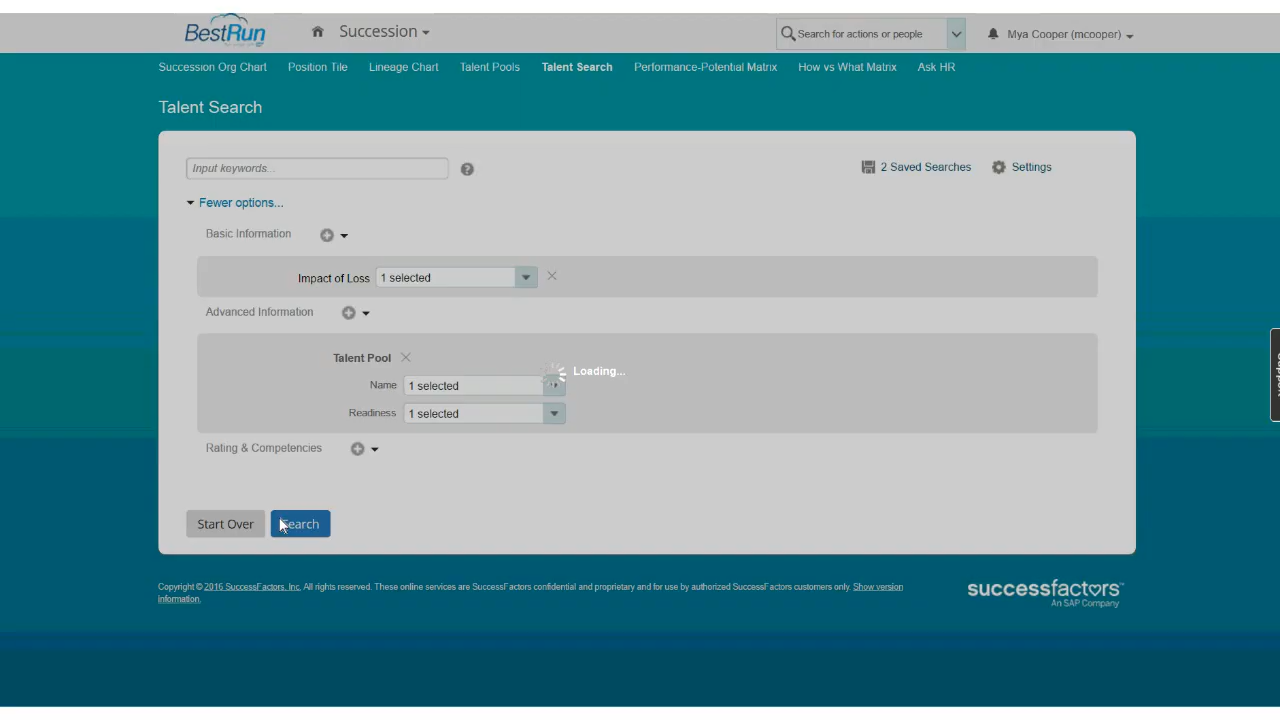 BestRun
Succession
Search for actions or people
Mya Cooper (mcooper)
Succession Org Chart
Position Tile
Lineage Chart
Talent Pools
Talent Search
Performance-Potential Matrix
How vs What Matrix
Ask HR
Talent Search
Input keywords...
2 Saved Searches
Settings
Fewer options...
Basic Information
Impact of Loss
1 selected
Advanced Information
Talent Pool
Loading...
Name
1 selected
Readiness
1 selected
Rating & Competencies
Start Over
Search
Copyright © 2016 SuccessFactors, Inc. All rights reserved. These online services are SuccessFactors confidential and proprietary and for use by authorized SuccessFactors customers only. Show version
information.
successfactors™
An SAP Company